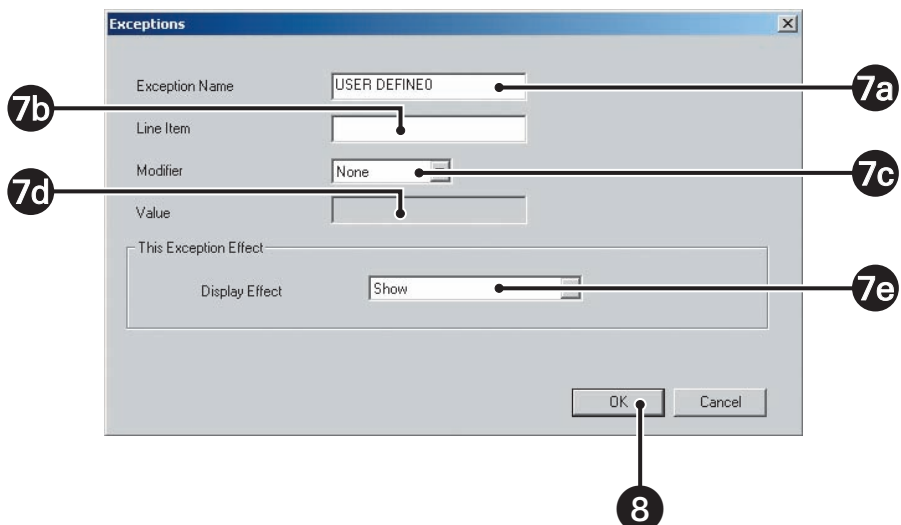 Exceptions
Exception Name
USER DEFINE0
7a
7b
Line Item
Modifier
None
7c
7d
Value
This Exception Effect
Display Effect
Show
7e
OK
Cancel
8